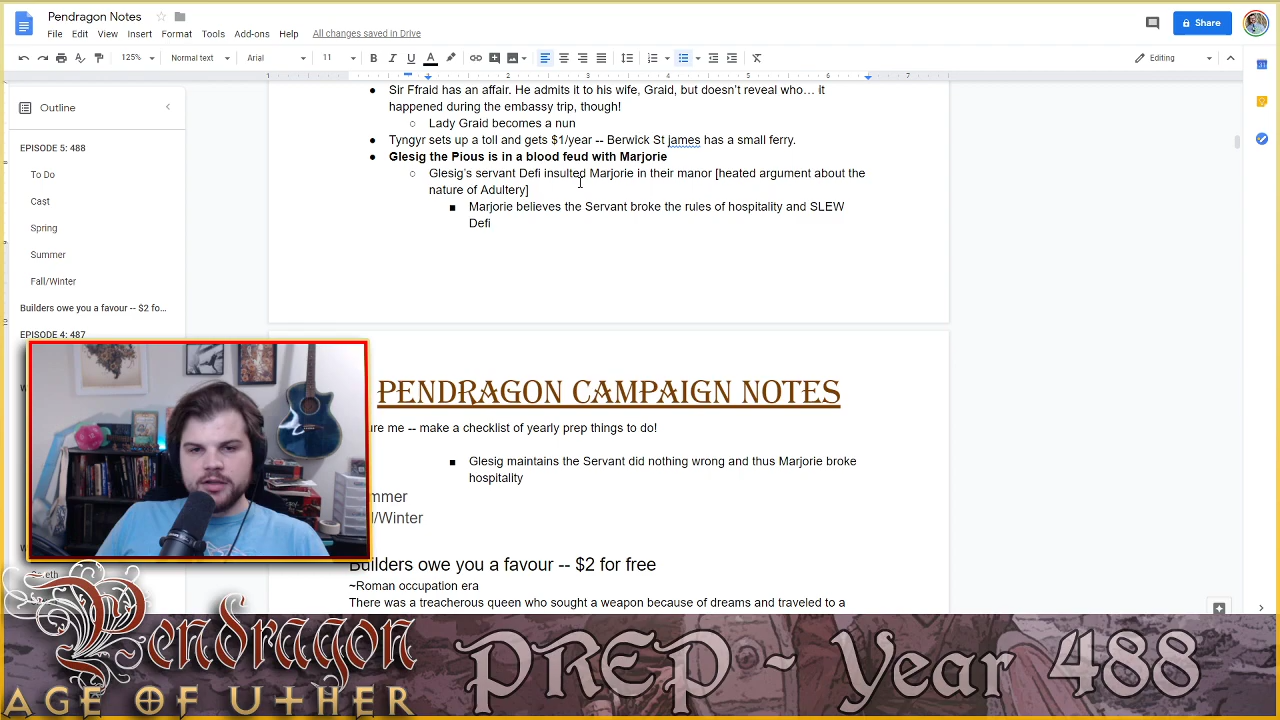 Pendragon Notes
File Edit View Insert Format Tools Add-ons Help All changes saved in Drive
Share
125% Normal text Arial 11 B I U A Editing
1 1 2 3 4 5 6 7
Outline
EPISODE 5: 488
To Do
Cast
Spring
Summer
Fall/Winter
Builders owe you a favour -- $2 fo...
EPISODE 4: 487
Sir Ffraid has an affair. He admits it to his wife, Graid, but doesn't reveal who… it
happened during the embassy trip, though!
Lady Graid becomes a nun
Tyngyr sets up a toll and gets $1/year -- Berwick St james has a small ferry.
Glesig the Pious is in a blood feud with Marjorie
Glesig's servant Defi insulted Marjorie in their manor [heated argument about the
nature of Adultery]
Marjorie believes the Servant broke the rules of hospitality and SLEW
Defi
PENDRAGON CAMPAIGN NOTES
ure me -- make a checklist of yearly prep things to do!
Glesig maintains the Servant did nothing wrong and thus Marjorie broke
hospitality
mmer
l/Winter
Builders owe you a favour -- $2 for free
~Roman occupation era
There was a treacherous queen who sought a weapon because of dreams and traveled to a
Pendragon
AGE OF UTHER
PREP - Year 488